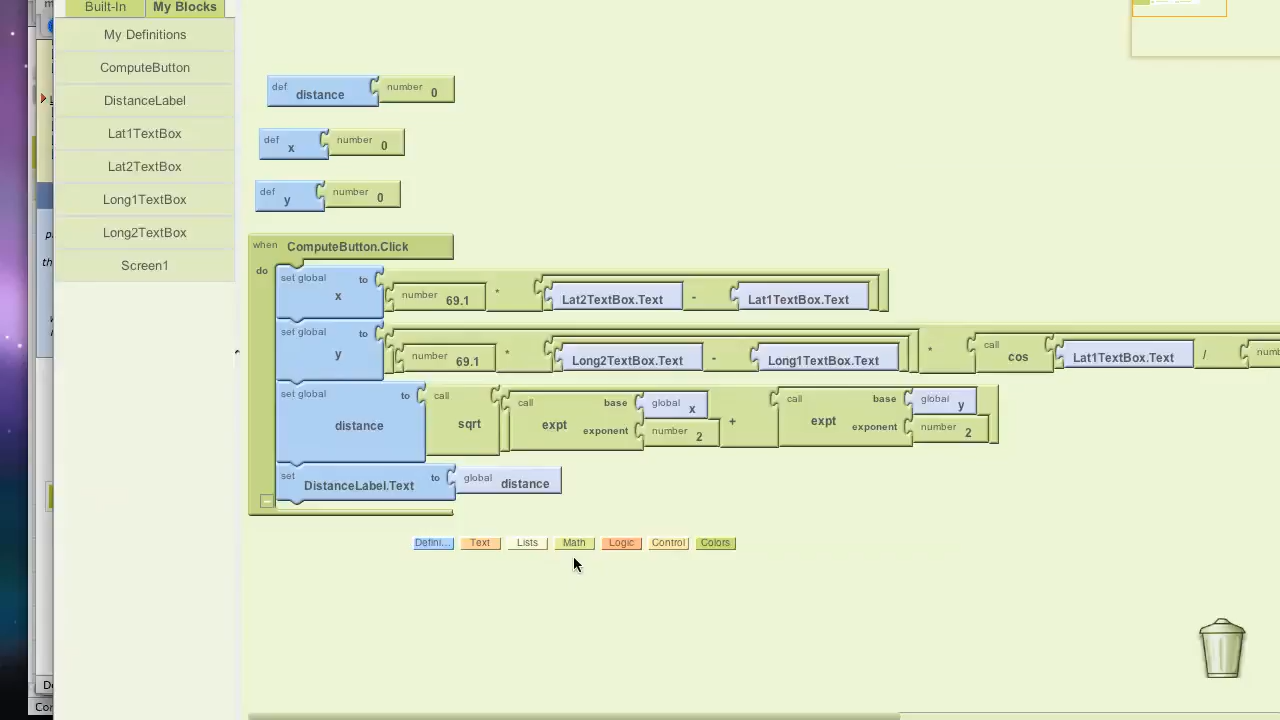 Built-In My Blocks
My Definitions
ComputeButton
DistanceLabel
Lat1TextBox
Lat2TextBox
Long1TextBox
Long2TextBox
Screen1
def distance number 0
def x number 0
def y number 0
when ComputeButton.Click
do
set global x to number 69.1 * Lat2TextBox.Text - Lat1TextBox.Text
set global y to number 69.1 * Long2TextBox.Text - Long1TextBox.Text * call cos Lat1TextBox.Text /
set global distance to call sqrt call expt base global x exponent number 2 + call expt base global y exponent number 2
set DistanceLabel.Text to global distance
Defini... Text Lists Math Logic Control Colors